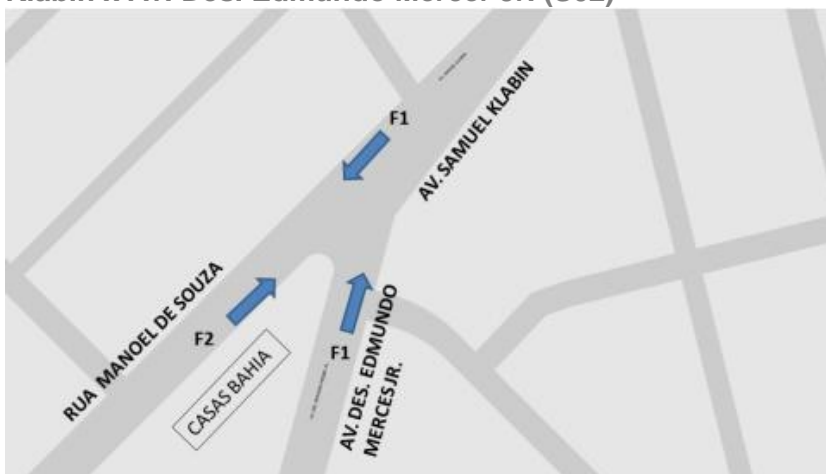 F1
AV. SAMUEL KLABIN
RUA MANOEL DE SOUZA
F2
CASAS BAHIA
F1
AV. DES. EDMUNDO
MERCES JR.